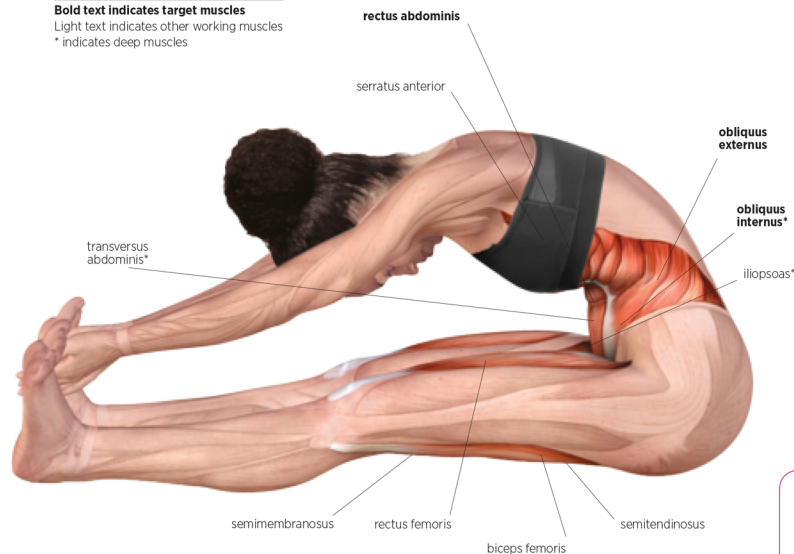 Bold text indicates target muscles
Light text indicates other working muscles
* indicates deep muscles
rectus abdominis
serratus anterior
obliquus
externus
obliquus
internus*
transversus
abdominis*
iliopsoas*
semimembranosus
rectus femoris
semitendinosus
biceps femoris